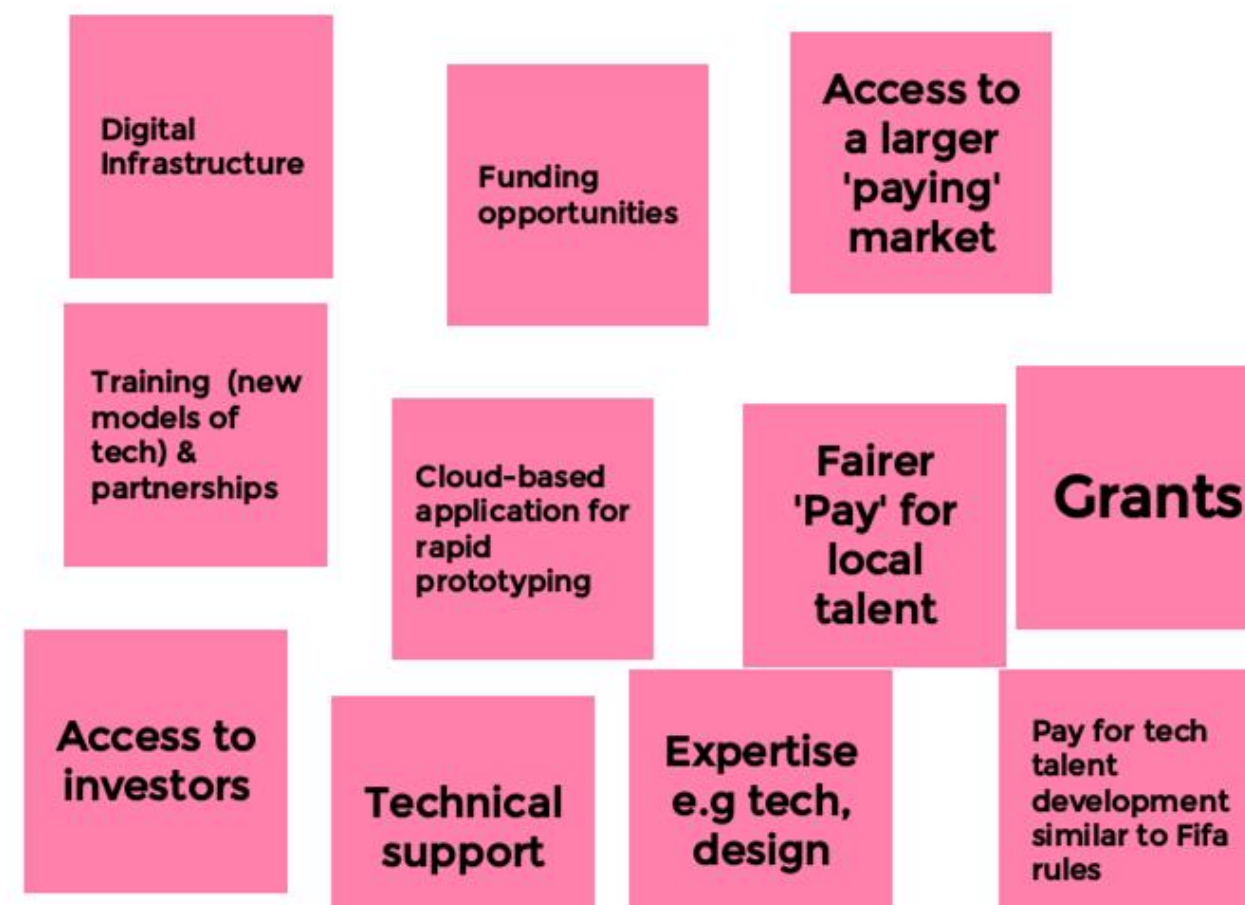 Digital
Infrastructure
Funding
opportunities
Access to
a larger
'paying'
market
Training (new
models of
tech) &
partnerships
Cloud-based
application for
rapid
prototyping
Fairer
'Pay' for
local
talent
Grants
Access to
investors
Technical
support
Expertise
e.g tech,
design
Pay for tech
talent
development
similar to Fifa
rules